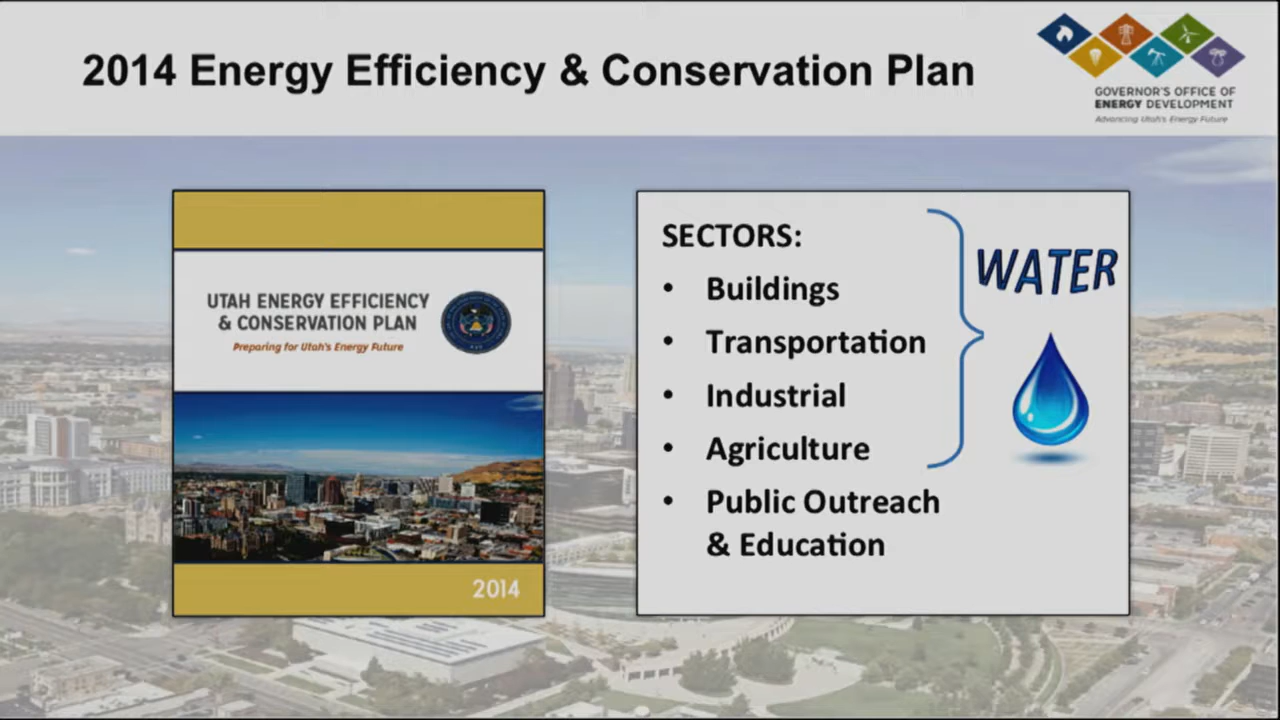 2014 Energy Efficiency & Conservation Plan
GOVERNOR'S OFFICE OF
ENERGY DEVELOPMENT
Advancing Utah's Energy Future
UTAH ENERGY EFFICIENCY
& CONSERVATION PLAN
Preparing for Utah's Energy Future
2014
SECTORS:
• Buildings
• Transportation
• Industrial
• Agriculture
• Public Outreach
& Education
WATER